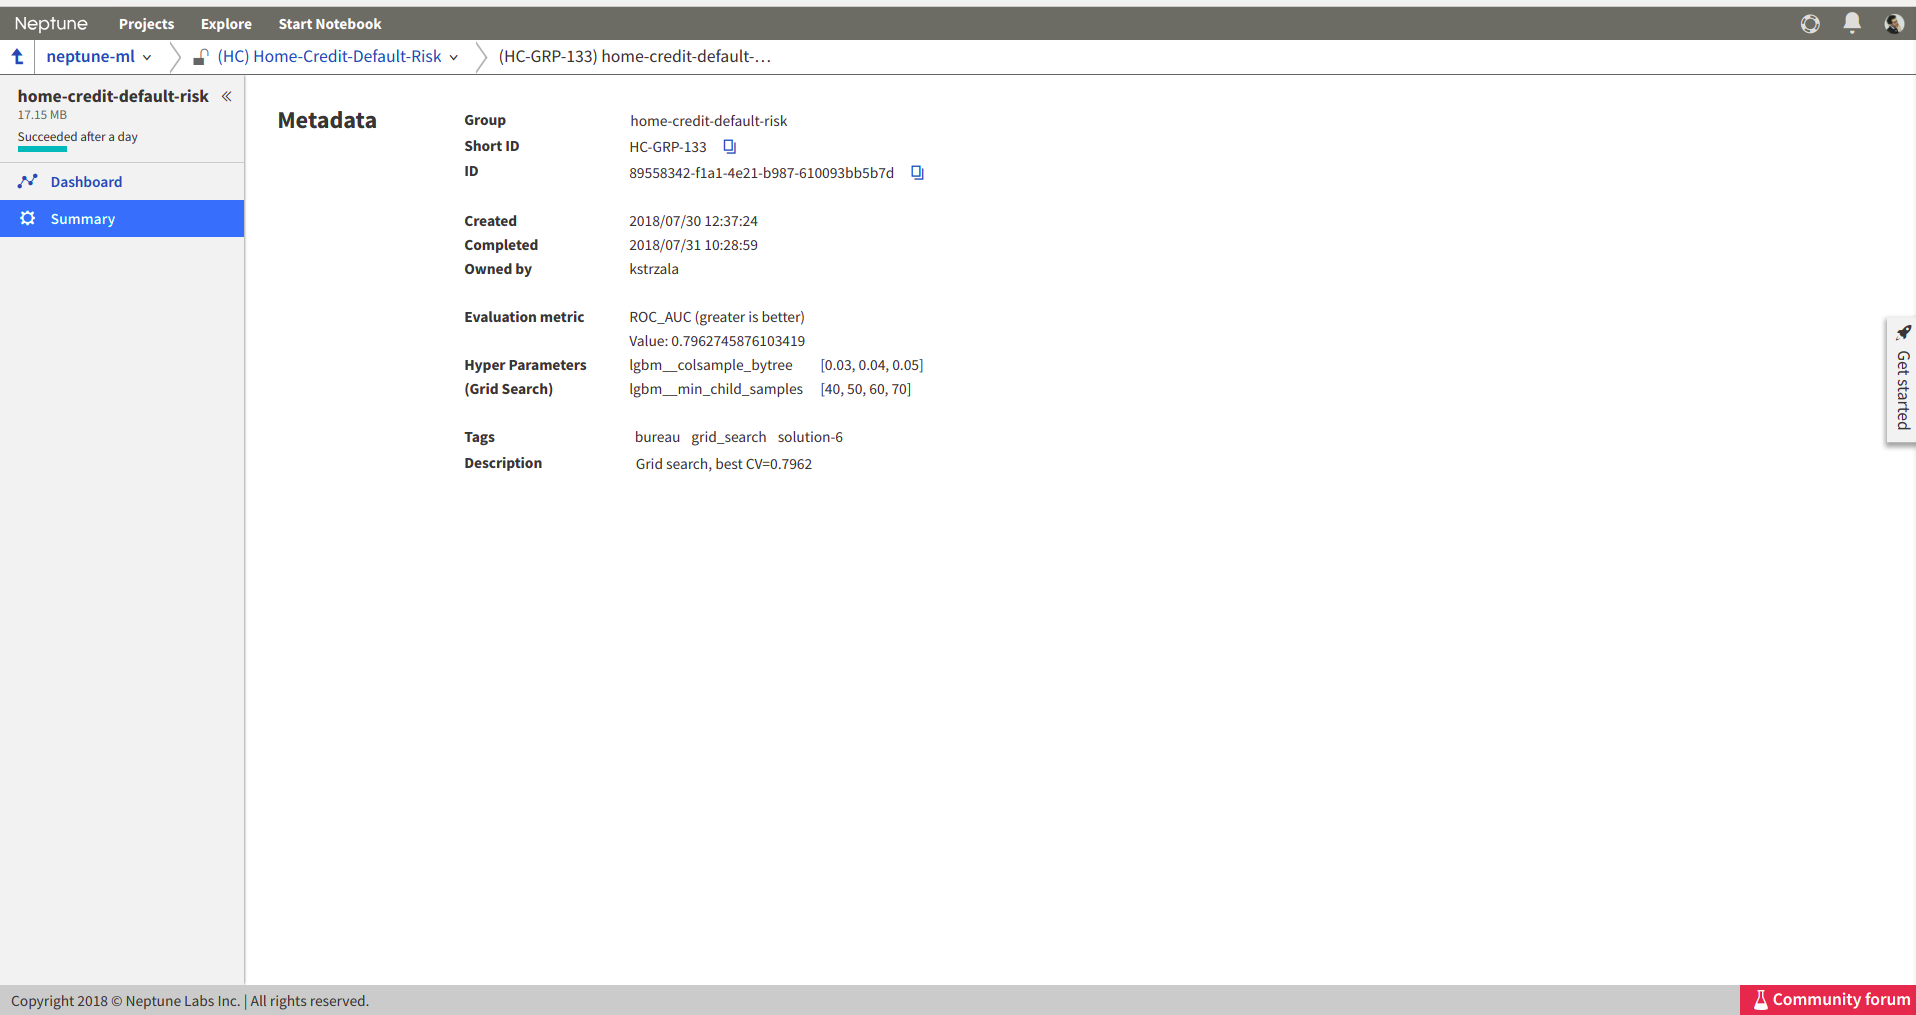 Neptune Projects Explore Start Notebook
neptune-ml (HC) Home-Credit-Default-Risk (HC-GRP-133) home-credit-default-...
home-credit-default-risk
17.15 MB
Succeeded after a day
Dashboard
Summary
Metadata
Group home-credit-default-risk
Short ID HC-GRP-133
ID 89558342-f1a1-4e21-b987-610093bb5b7d
Created 2018/07/30 12:37:24
Completed 2018/07/31 10:28:59
Owned by kstrzala
Evaluation metric ROC_AUC (greater is better)
Value: 0.7962745876103419
Hyper Parameters lgbm__colsample_bytree [0.03, 0.04, 0.05]
(Grid Search) lgbm__min_child_samples [40, 50, 60, 70]
Tags bureau grid_search solution-6
Description Grid search, best CV=0.7962
Get started
Copyright 2018 © Neptune Labs Inc. | All rights reserved.
Community forum